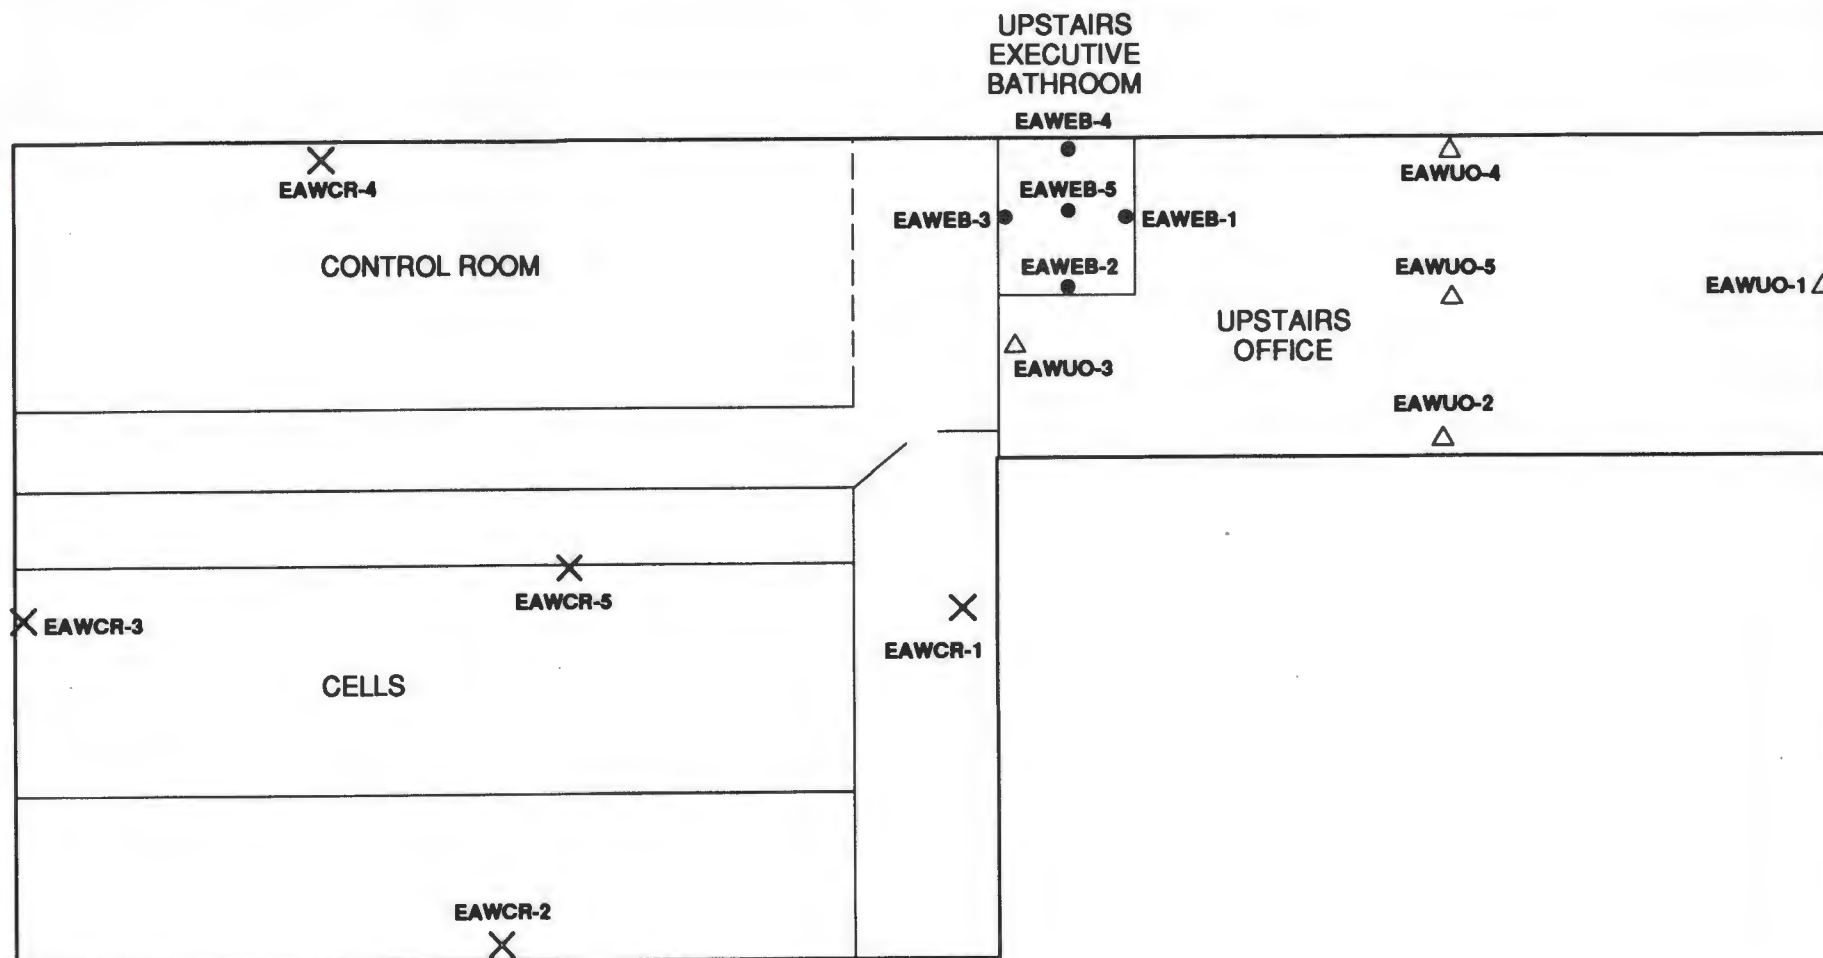 UPSTAIRS
EXECUTIVE
BATHROOM
EAWEB-4
EAWCR-4
EAWUO-4
EAWEB-5
EAWEB-3
EAWEB-1
CONTROL ROOM
EAWEB-2
EAWUO-5
EAWUO-1
UPSTAIRS
OFFICE
EAWUO-3
EAWUO-2
EAWCR-5
EAWCR-3
EAWCR-1
CELLS
EAWCR-2